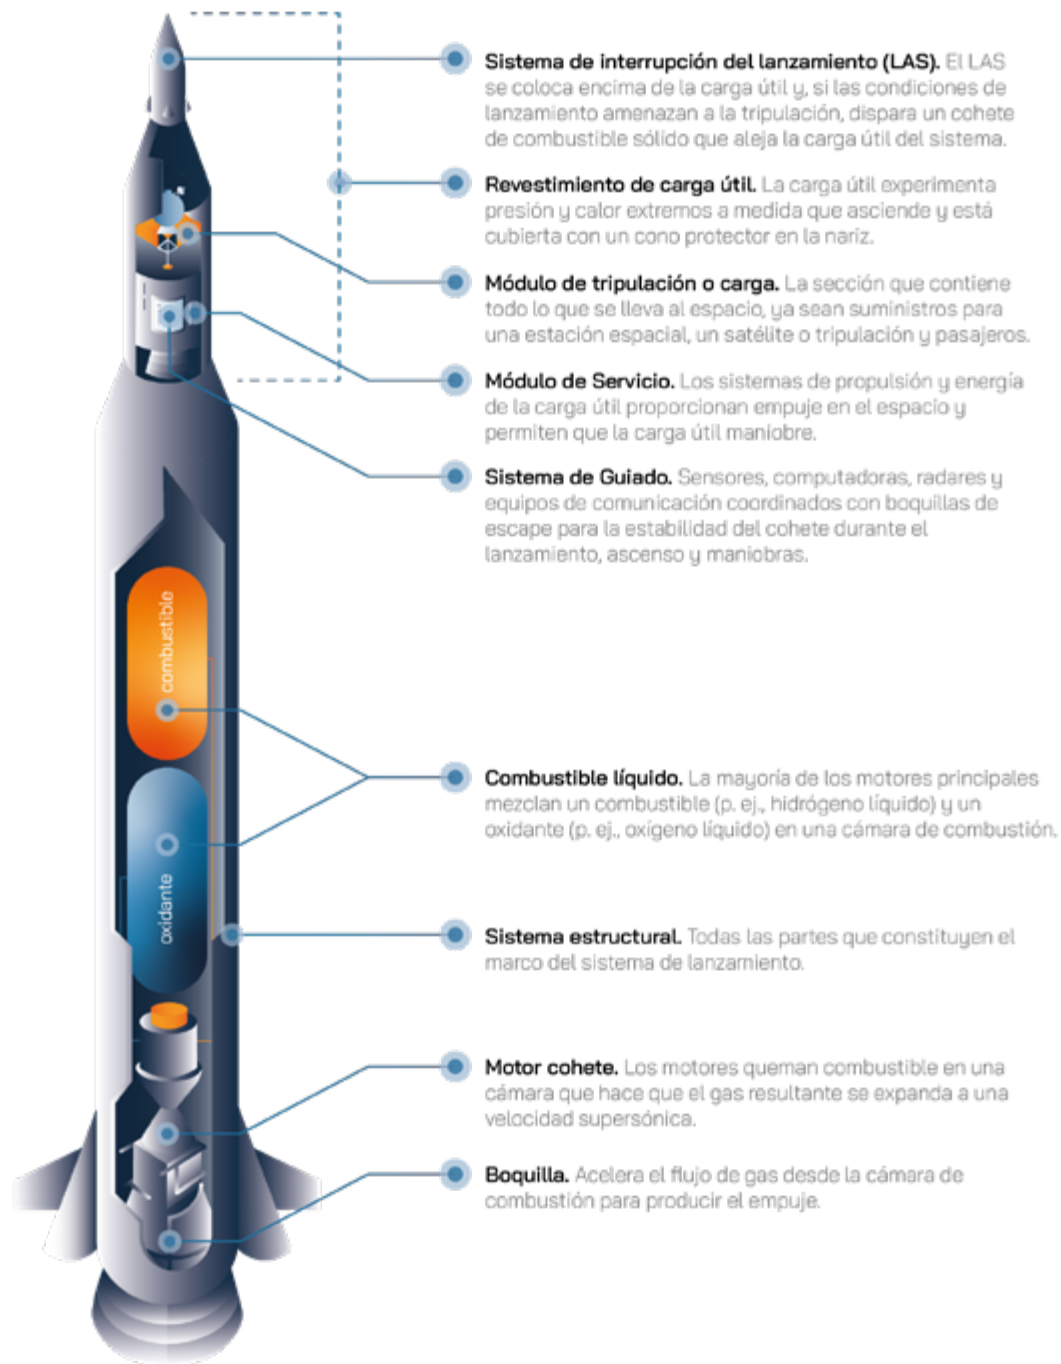 Sistema de interrupción del lanzamiento (LAS). El LAS
se coloca encima de la carga útil y, si las condiciones de
lanzamiento amenazan a la tripulación, dispara un cohete
de combustible sólido que aleja la carga útil del sistema.
Revestimiento de carga útil. La carga útil experimenta
presión y calor extremos a medida que asciende y está
cubierta con un cono protector en la nariz.
Módulo de tripulación o carga. La sección que contiene
todo lo que se lleva al espacio, ya sean suministros para
una estación espacial, un satélite o tripulación y pasajeros.
Módulo de Servicio. Los sistemas de propulsión y energía
de la carga útil proporcionan empuje en el espacio y
permiten que la carga útil maniobre.
Sistema de Guiado. Sensores, computadoras, radares y
equipos de comunicación coordinados con boquillas de
escape para la estabilidad del cohete durante el
lanzamiento, ascenso y maniobras.
combustible
Combustible líquido. La mayoría de los motores principales
mezclan un combustible (p. ej., hidrógeno líquido) y un
oxidante (p. ej., oxígeno líquido) en una cámara de combustión.
oxidante
Sistema estructural. Todas las partes que constituyen el
marco del sistema de lanzamiento.
Motor cohete. Los motores queman combustible en una
cámara que hace que el gas resultante se expanda a una
velocidad supersónica.
Boquilla. Acelera el flujo de gas desde la cámara de
combustión para producir el empuje.